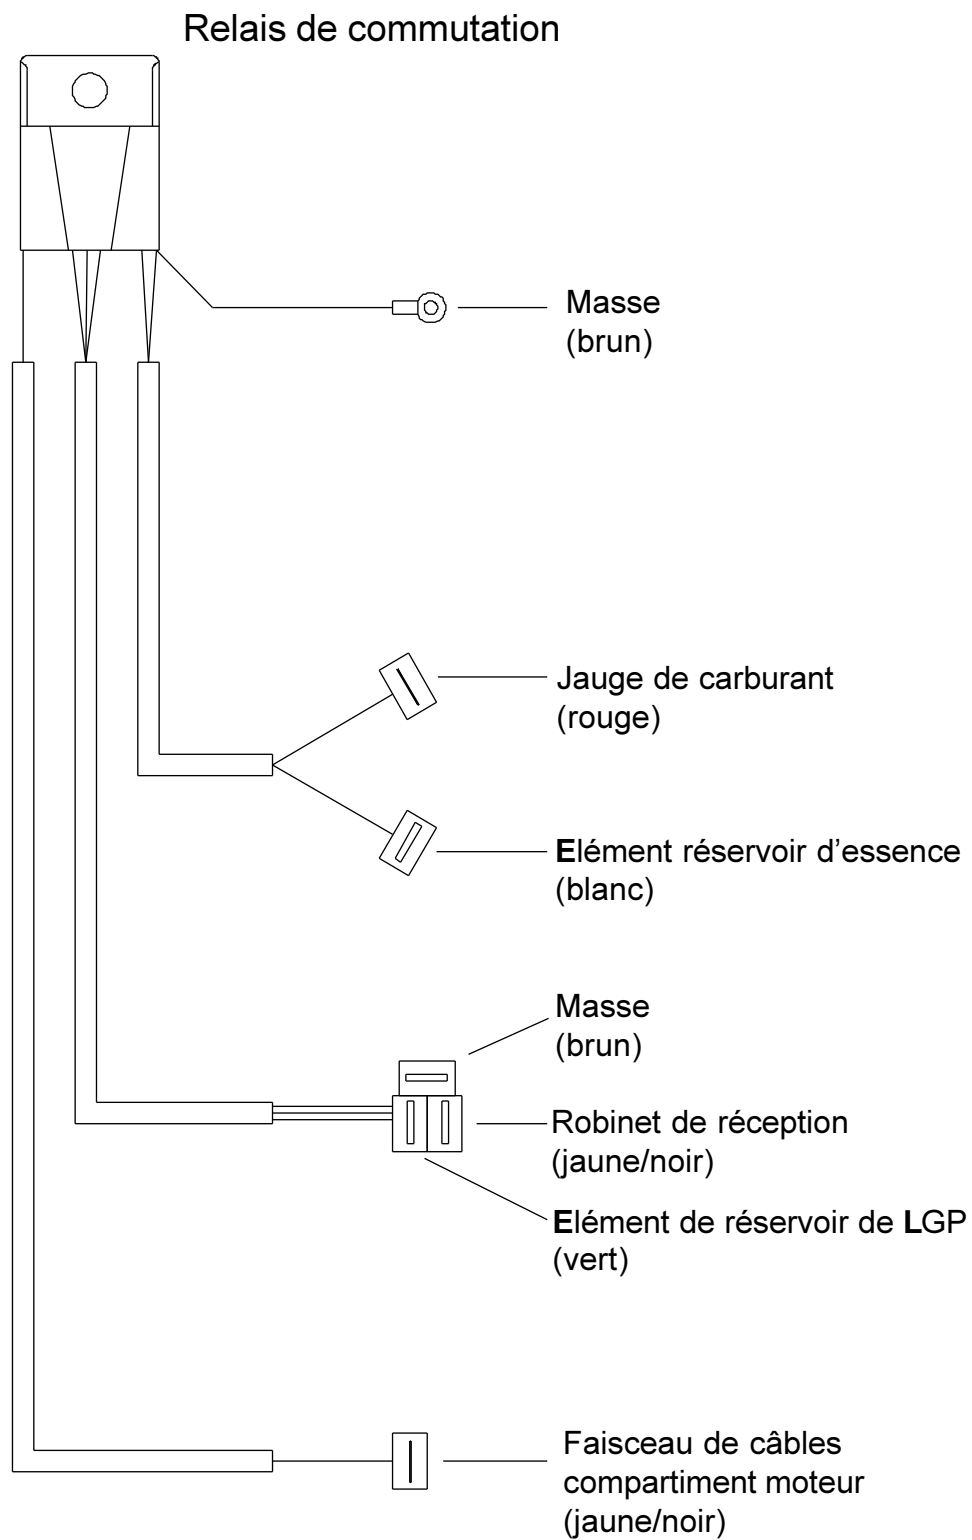 Relais de commutation
Masse
(brun)
Jauge de carburant
(rouge)
Elément réservoir d’essence
(blanc)
Masse
(brun)
Robinet de réception
(jaune/noir)
Elément de réservoir de LGP
(vert)
Faisceau de câbles
compartiment moteur
(jaune/noir)